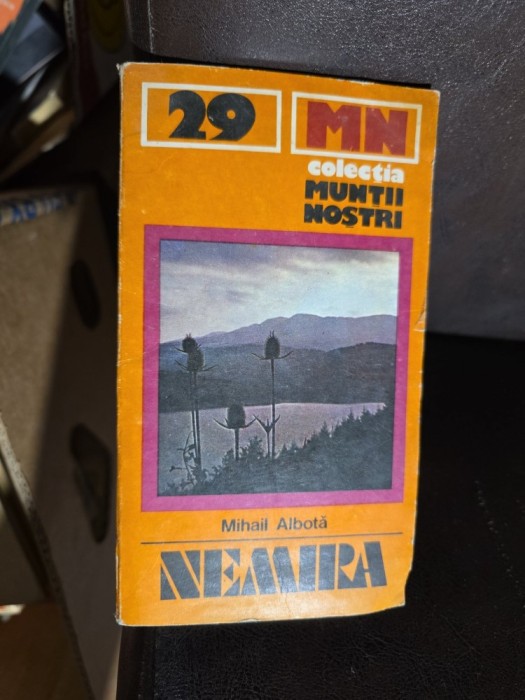 29
MN
colecția
MUNȚII
NOȘTRI
Mihail Albotă
NEMIRA